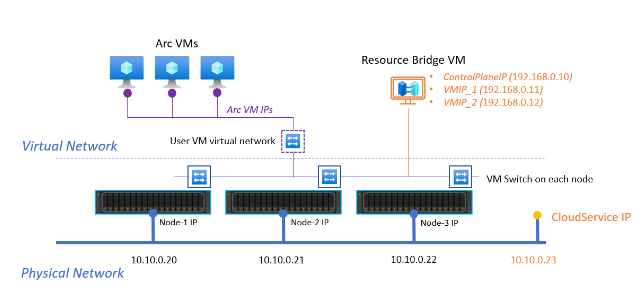 Arc VMs
Resource Bridge VM
• ControlPlaneIP (192.168.0.10)
• VMIP_1 (192.168.0.11)
• VMIP_2 (192.168.0.12)
Arc VM IPs
User VM virtual network
Virtual Network
VM Switch on each node
Node-1 IP
Node-2 IP
Node-3 IP
CloudService IP
10.10.0.20
10.10.0.21
10.10.0.22
10.10.0.23
Physical Network